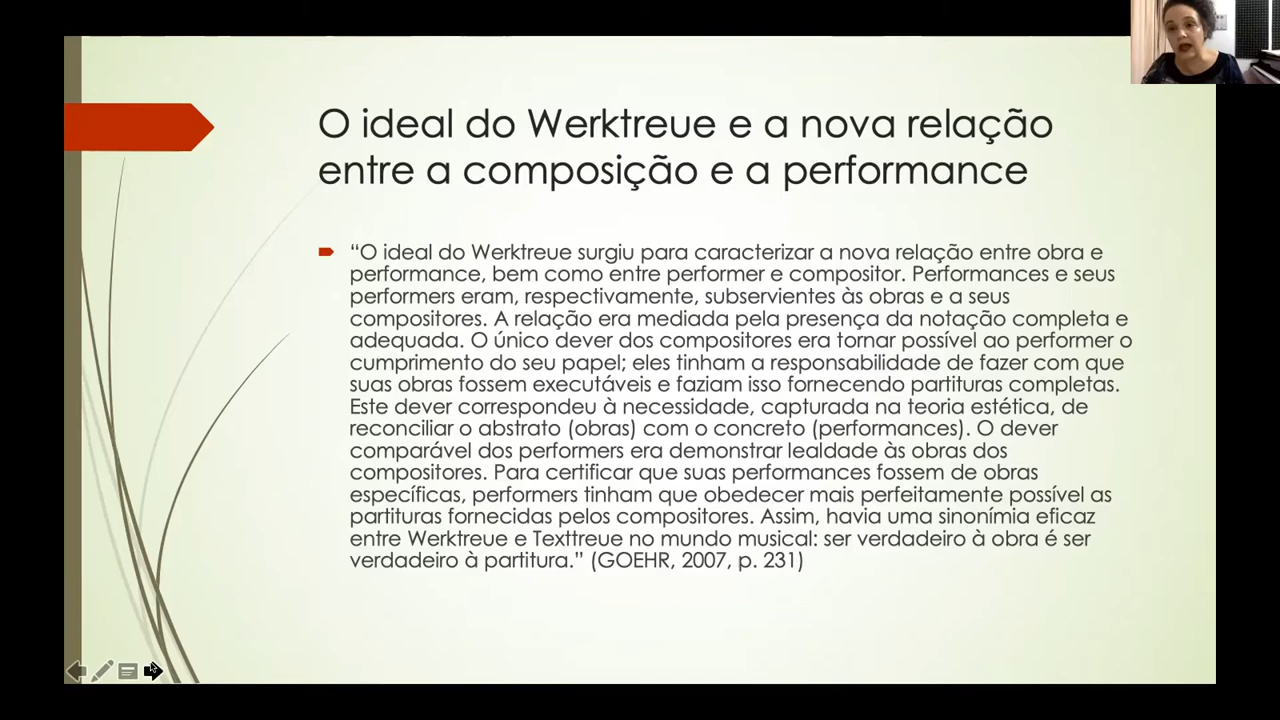 O ideal do Werktreue e a nova relação
entre a composição e a performance
“O ideal do Werktreue surgiu para caracterizar a nova relação entre obra e
performance, bem como entre performer e compositor. Performances e seus
performers eram, respectivamente, subservientes às obras e a seus
compositores. A relação era mediada pela presença da notação completa e
adequada. O único dever dos compositores era tornar possível ao performer o
cumprimento do seu papel; eles tinham a responsabilidade de fazer com que
suas obras fossem executáveis e faziam isso fornecendo partituras completas.
Este dever correspondeu à necessidade, capturada na teoria estética, de
reconciliar o abstrato (obras) com o concreto (performances). O dever
comparável dos performers era demonstrar lealdade às obras dos
compositores. Para certificar que suas performances fossem de obras
específicas, performers tinham que obedecer mais perfeitamente possível as
partituras fornecidas pelos compositores. Assim, havia uma sinonímia eficaz
entre Werktreue e Texttreue no mundo musical: ser verdadeiro à obra é ser
verdadeiro à partitura.” (GOEHR, 2007, p. 231)